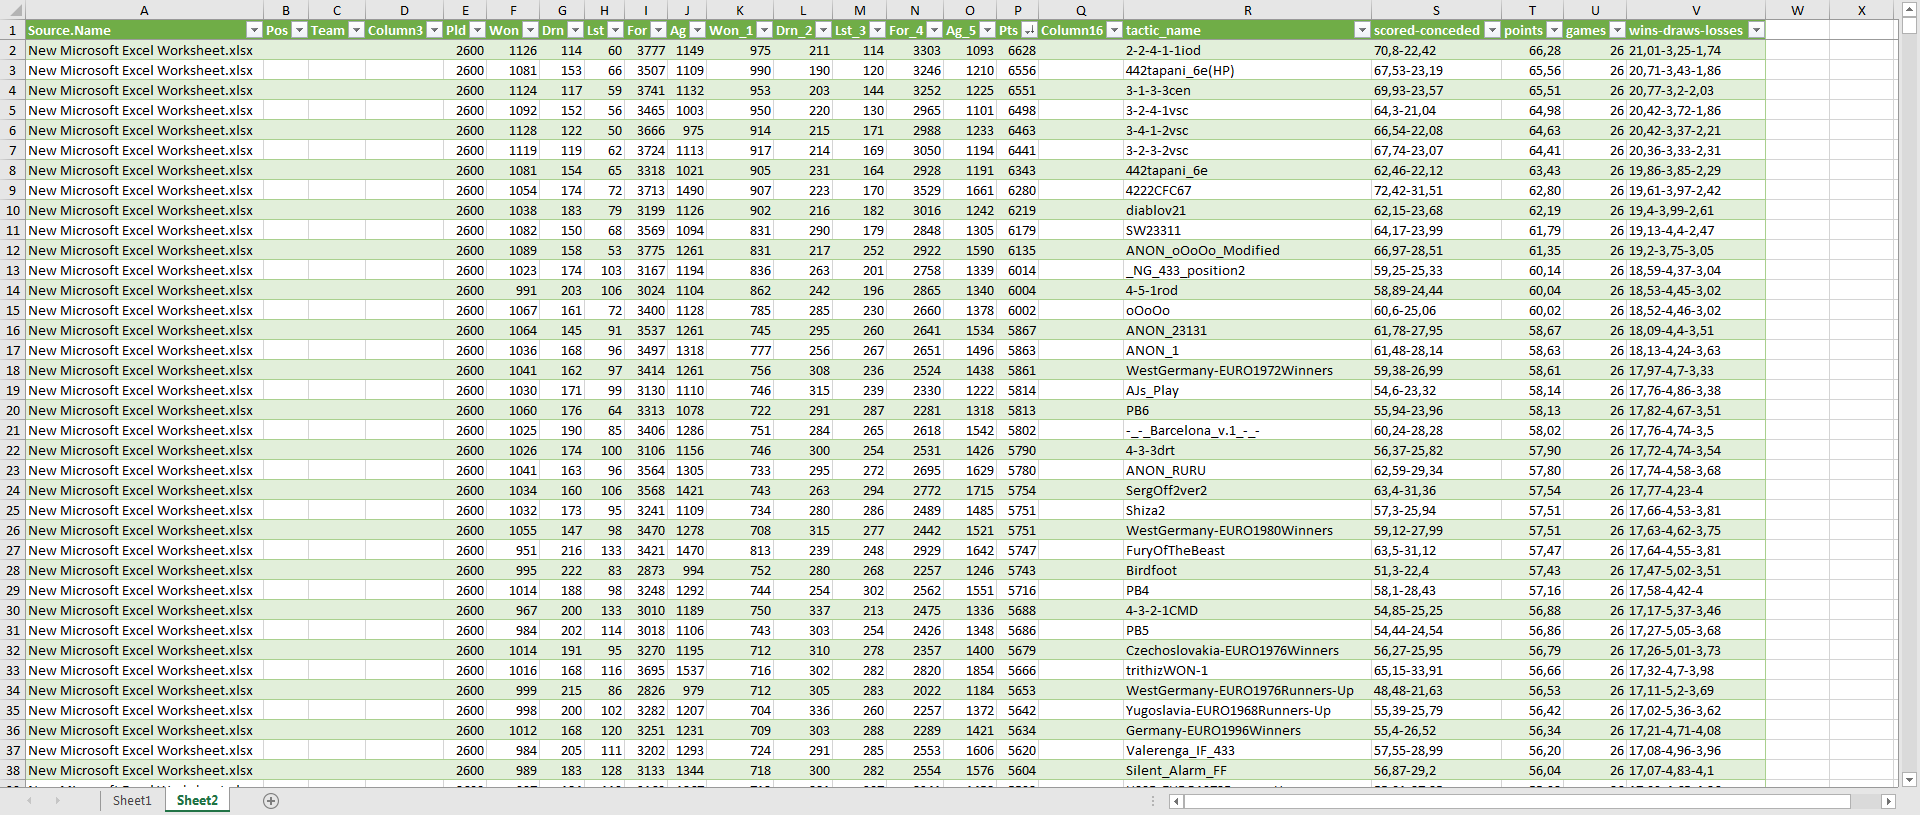 A B C D E F G H I J K L M N O P Q R S T U V W X
1 Source.Name Pos Team Column3 Pld Won Drn Lst For Ag Won_1 Drn_2 Lst_3 For_4 Ag_5 Pts Column16 tactic_name scored-conceded points games wins-draws-losses
2 New Microsoft Excel Worksheet.xlsx 2600 1126 114 60 3777 1149 975 211 114 3303 1093 6628 2-2-4-1-1iod 70,8-22,42 66,28 26 21,01-3,25-1,74
3 New Microsoft Excel Worksheet.xlsx 2600 1081 153 66 3507 1109 990 190 120 3246 1210 6556 442tapani_6e(HP) 67,53-23,19 65,56 26 20,71-3,43-1,86
4 New Microsoft Excel Worksheet.xlsx 2600 1124 117 59 3741 1132 953 203 144 3252 1225 6551 3-1-3-3cen 69,93-23,57 65,51 26 20,77-3,2-2,03
5 New Microsoft Excel Worksheet.xlsx 2600 1092 152 56 3465 1003 950 220 130 2965 1101 6498 3-2-4-1vsc 64,3-21,04 64,98 26 20,42-3,72-1,86
6 New Microsoft Excel Worksheet.xlsx 2600 1128 122 50 3666 975 914 215 171 2988 1233 6463 3-4-1-2vsc 66,54-22,08 64,63 26 20,42-3,37-2,21
7 New Microsoft Excel Worksheet.xlsx 2600 1119 119 62 3724 1113 917 214 169 3050 1194 6441 3-2-3-2vsc 67,74-23,07 64,41 26 20,36-3,33-2,31
8 New Microsoft Excel Worksheet.xlsx 2600 1081 154 65 3318 1021 905 231 164 2928 1191 6343 442tapani_6e 62,46-22,12 63,43 26 19,86-3,85-2,29
9 New Microsoft Excel Worksheet.xlsx 2600 1054 174 72 3713 1490 907 223 170 3529 1661 6280 4222CFC67 72,42-31,51 62,80 26 19,61-3,97-2,42
10 New Microsoft Excel Worksheet.xlsx 2600 1038 183 79 3199 1126 902 216 182 3016 1242 6219 diablov21 62,15-23,68 62,19 26 19,4-3,99-2,61
11 New Microsoft Excel Worksheet.xlsx 2600 1082 150 68 3569 1094 831 290 179 2848 1305 6179 SW23311 64,17-23,99 61,79 26 19,13-4,4-2,47
12 New Microsoft Excel Worksheet.xlsx 2600 1089 158 53 3775 1261 831 217 252 2922 1590 6135 ANON_oOoOo_Modified 66,97-28,51 61,35 26 19,2-3,75-3,05
13 New Microsoft Excel Worksheet.xlsx 2600 1023 174 103 3167 1194 836 263 201 2758 1339 6014 _NG_433_position2 59,25-25,33 60,14 26 18,59-4,37-3,04
14 New Microsoft Excel Worksheet.xlsx 2600 991 203 106 3024 1104 862 242 196 2865 1340 6004 4-5-1rod 58,89-24,44 60,04 26 18,53-4,45-3,02
15 New Microsoft Excel Worksheet.xlsx 2600 1067 161 72 3400 1128 785 285 230 2660 1378 6002 oOoOo 60,6-25,06 60,02 26 18,52-4,46-3,02
16 New Microsoft Excel Worksheet.xlsx 2600 1064 145 91 3537 1261 745 295 260 2641 1534 5867 ANON_23131 61,78-27,95 58,67 26 18,09-4,4-3,51
17 New Microsoft Excel Worksheet.xlsx 2600 1036 168 96 3497 1318 777 256 267 2651 1496 5863 ANON_1 61,48-28,14 58,63 26 18,13-4,24-3,63
18 New Microsoft Excel Worksheet.xlsx 2600 1041 162 97 3414 1261 756 308 236 2524 1438 5861 WestGermany-EURO1972Winners 59,38-26,99 58,61 26 17,97-4,7-3,33
19 New Microsoft Excel Worksheet.xlsx 2600 1030 171 99 3130 1110 746 315 239 2330 1222 5814 AJs_Play 54,6-23,32 58,14 26 17,76-4,86-3,38
20 New Microsoft Excel Worksheet.xlsx 2600 1060 176 64 3313 1078 722 291 287 2281 1318 5813 PB6 55,94-23,96 58,13 26 17,82-4,67-3,51
21 New Microsoft Excel Worksheet.xlsx 2600 1025 190 85 3406 1286 751 284 265 2618 1542 5802 -_-_Barcelona_v.1_-_- 60,24-28,28 58,02 26 17,76-4,74-3,5
22 New Microsoft Excel Worksheet.xlsx 2600 1026 174 100 3106 1156 746 300 254 2531 1426 5790 4-3-3drt 56,37-25,82 57,90 26 17,72-4,74-3,54
23 New Microsoft Excel Worksheet.xlsx 2600 1041 163 96 3564 1305 733 295 272 2695 1629 5780 ANON_RURU 62,59-29,34 57,80 26 17,74-4,58-3,68
24 New Microsoft Excel Worksheet.xlsx 2600 1034 160 106 3568 1421 743 263 294 2772 1715 5754 SergOff2ver2 63,4-31,36 57,54 26 17,77-4,23-4
25 New Microsoft Excel Worksheet.xlsx 2600 1032 173 95 3241 1109 734 280 286 2489 1485 5751 Shiza2 57,3-25,94 57,51 26 17,66-4,53-3,81
26 New Microsoft Excel Worksheet.xlsx 2600 1055 147 98 3470 1278 708 315 277 2442 1521 5751 WestGermany-EURO1980Winners 59,12-27,99 57,51 26 17,63-4,62-3,75
27 New Microsoft Excel Worksheet.xlsx 2600 951 216 133 3421 1470 813 239 248 2929 1642 5747 FuryOfTheBeast 63,5-31,12 57,47 26 17,64-4,55-3,81
28 New Microsoft Excel Worksheet.xlsx 2600 995 222 83 2873 994 752 280 268 2257 1246 5743 Birdfoot 51,3-22,4 57,43 26 17,47-5,02-3,51
29 New Microsoft Excel Worksheet.xlsx 2600 1014 188 98 3248 1292 744 254 302 2562 1551 5716 PB4 58,1-28,43 57,16 26 17,58-4,42-4
30 New Microsoft Excel Worksheet.xlsx 2600 967 200 133 3010 1189 750 337 213 2475 1336 5688 4-3-2-1CMD 54,85-25,25 56,88 26 17,17-5,37-3,46
31 New Microsoft Excel Worksheet.xlsx 2600 984 202 114 3018 1106 743 303 254 2426 1348 5686 PB5 54,44-24,54 56,86 26 17,27-5,05-3,68
32 New Microsoft Excel Worksheet.xlsx 2600 1014 191 95 3270 1195 712 310 278 2357 1400 5679 Czechoslovakia-EURO1976Winners 56,27-25,95 56,79 26 17,26-5,01-3,73
33 New Microsoft Excel Worksheet.xlsx 2600 1016 168 116 3695 1537 716 302 282 2820 1854 5666 trithizWON-1 65,15-33,91 56,66 26 17,32-4,7-3,98
34 New Microsoft Excel Worksheet.xlsx 2600 999 215 86 2826 979 712 305 283 2022 1184 5653 WestGermany-EURO1976Runners-Up 48,48-21,63 56,53 26 17,11-5,2-3,69
35 New Microsoft Excel Worksheet.xlsx 2600 998 200 102 3282 1207 704 336 260 2257 1372 5642 Yugoslavia-EURO1968Runners-Up 55,39-25,79 56,42 26 17,02-5,36-3,62
36 New Microsoft Excel Worksheet.xlsx 2600 1012 168 120 3251 1231 709 303 288 2289 1421 5634 Germany-EURO1996Winners 55,4-26,52 56,34 26 17,21-4,71-4,08
37 New Microsoft Excel Worksheet.xlsx 2600 984 205 111 3202 1293 724 291 285 2553 1606 5620 Valerenga_IF_433 57,55-28,99 56,20 26 17,08-4,96-3,96
38 New Microsoft Excel Worksheet.xlsx 2600 989 183 128 3133 1344 718 300 282 2554 1576 5604 Silent_Alarm_FF 56,87-29,2 56,04 26 17,07-4,83-4,1
Sheet1 Sheet2